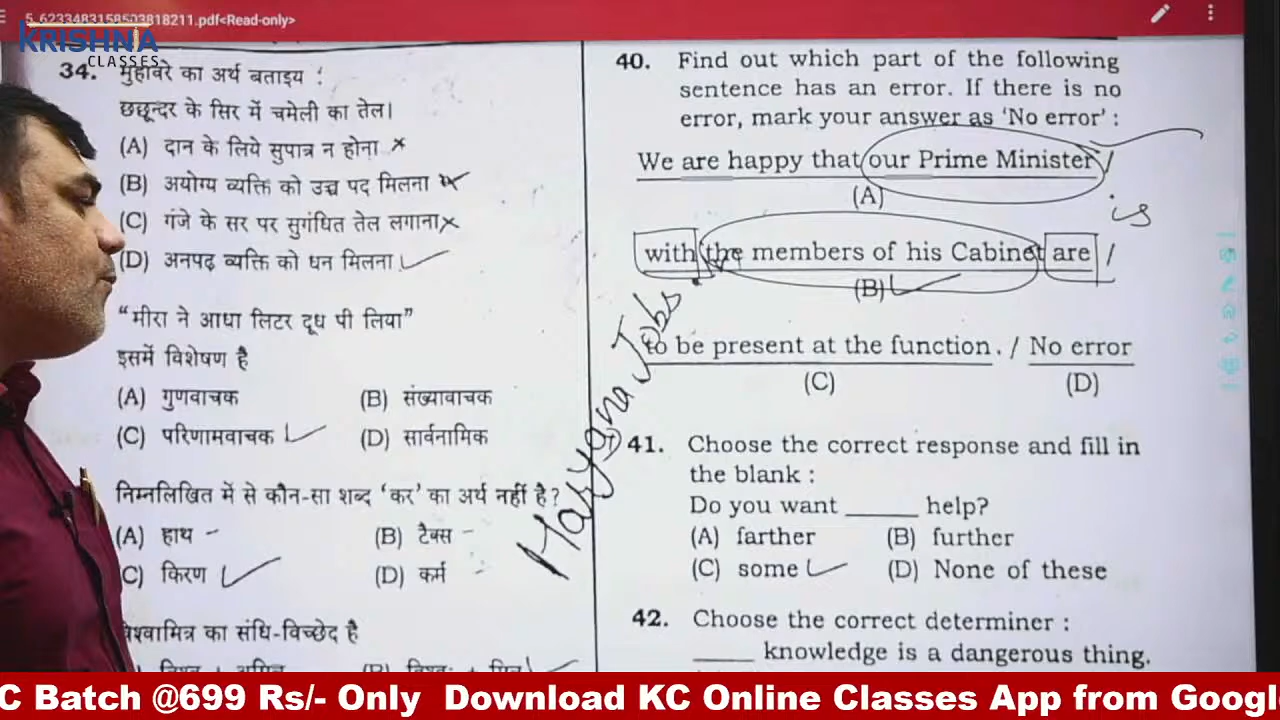 5_6233483158503818211.pdf<Read-only>
KRISHNA
CLASSES
34. मुहावरे का अर्थ बताइय :
छछून्दर के सिर में चमेली का तेल।
(A) दान के लिये सुपात्र न होना
(B) अयोग्य व्यक्ति को उच्च पद मिलना
(C) गंजे के सर पर सुगंधित तेल लगाना
(D) अनपढ़ व्यक्ति को धन मिलना
“मीरा ने आधा लिटर दूध पी लिया”
इसमें विशेषण है
(A) गुणवाचक (B) संख्यावाचक
(C) परिणामवाचक (D) सार्वनामिक
निम्नलिखित में से कौन-सा शब्द ‘कर’ का अर्थ नहीं है?
(A) हाथ (B) टैक्स
C) किरण (D) कर्म
विश्वामित्र का संधि-विच्छेद है
40. Find out which part of the following
sentence has an error. If there is no
error, mark your answer as ‘No error’ :
We are happy that our Prime Minister /
(A)
is
with the members of his Cabinet are /
(B)
to be present at the function. / No error
(C) (D)
Haryana Jobs
41. Choose the correct response and fill in
the blank :
Do you want _____ help?
(A) farther (B) further
(C) some (D) None of these
42. Choose the correct determiner :
_____ knowledge is a dangerous thing.
C Batch @699 Rs/- Only Download KC Online Classes App from Googl